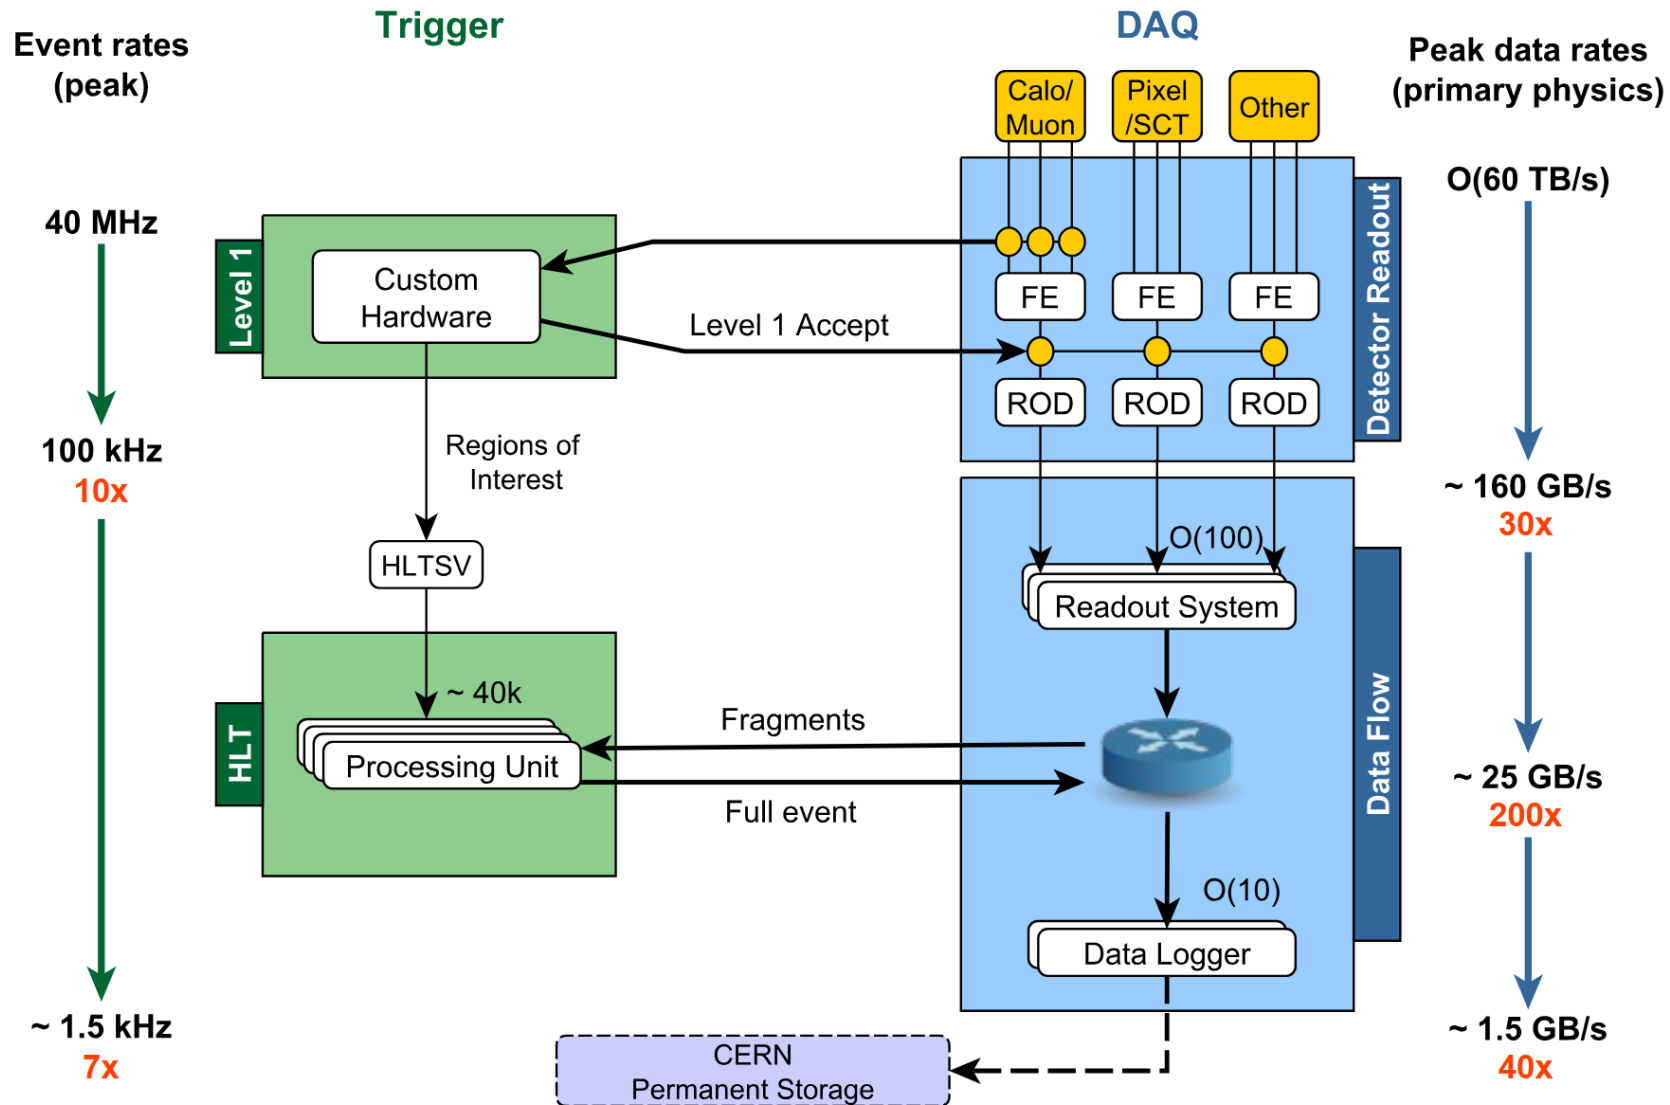 Trigger
DAQ
Event rates
(peak)
Peak data rates
(primary physics)
Calo/
Muon
Pixel
/SCT
Other
40 MHz
O(60 TB/s)
Level 1
Custom
Hardware
Level 1 Accept
FE
FE
FE
ROD
ROD
ROD
Detector Readout
100 kHz
10x
Regions of
Interest
~ 160 GB/s
30x
HLTSV
O(100)
Readout System
HLT
~ 40k
Processing Unit
Fragments
Full event
Data Flow
~ 25 GB/s
200x
O(10)
Data Logger
~ 1.5 kHz
7x
CERN
Permanent Storage
~ 1.5 GB/s
40x